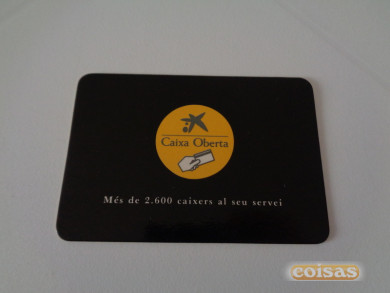 Caixa Oberta
Més de 2.600 caixers al seu servei
coisas